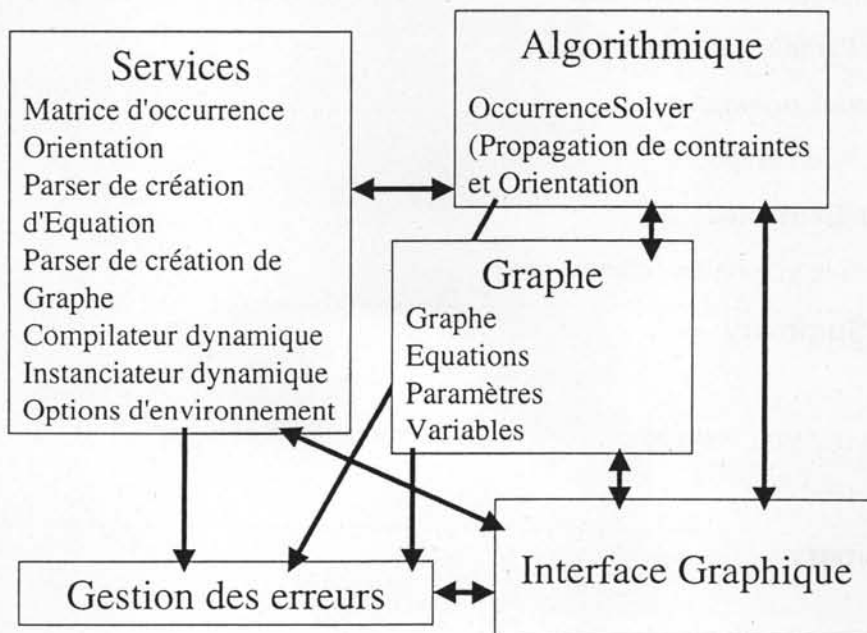 Services
Matrice d'occurrence
Orientation
Parser de création
d'Equation
Parser de création de
Graphe
Compilateur dynamique
Instanciateur dynamique
Options d'environnement
Algorithmique
OccurrenceSolver
(Propagation de contraintes
et Orientation
Graphe
Graphe
Equations
Paramètres
Variables
Gestion des erreurs
Interface Graphique